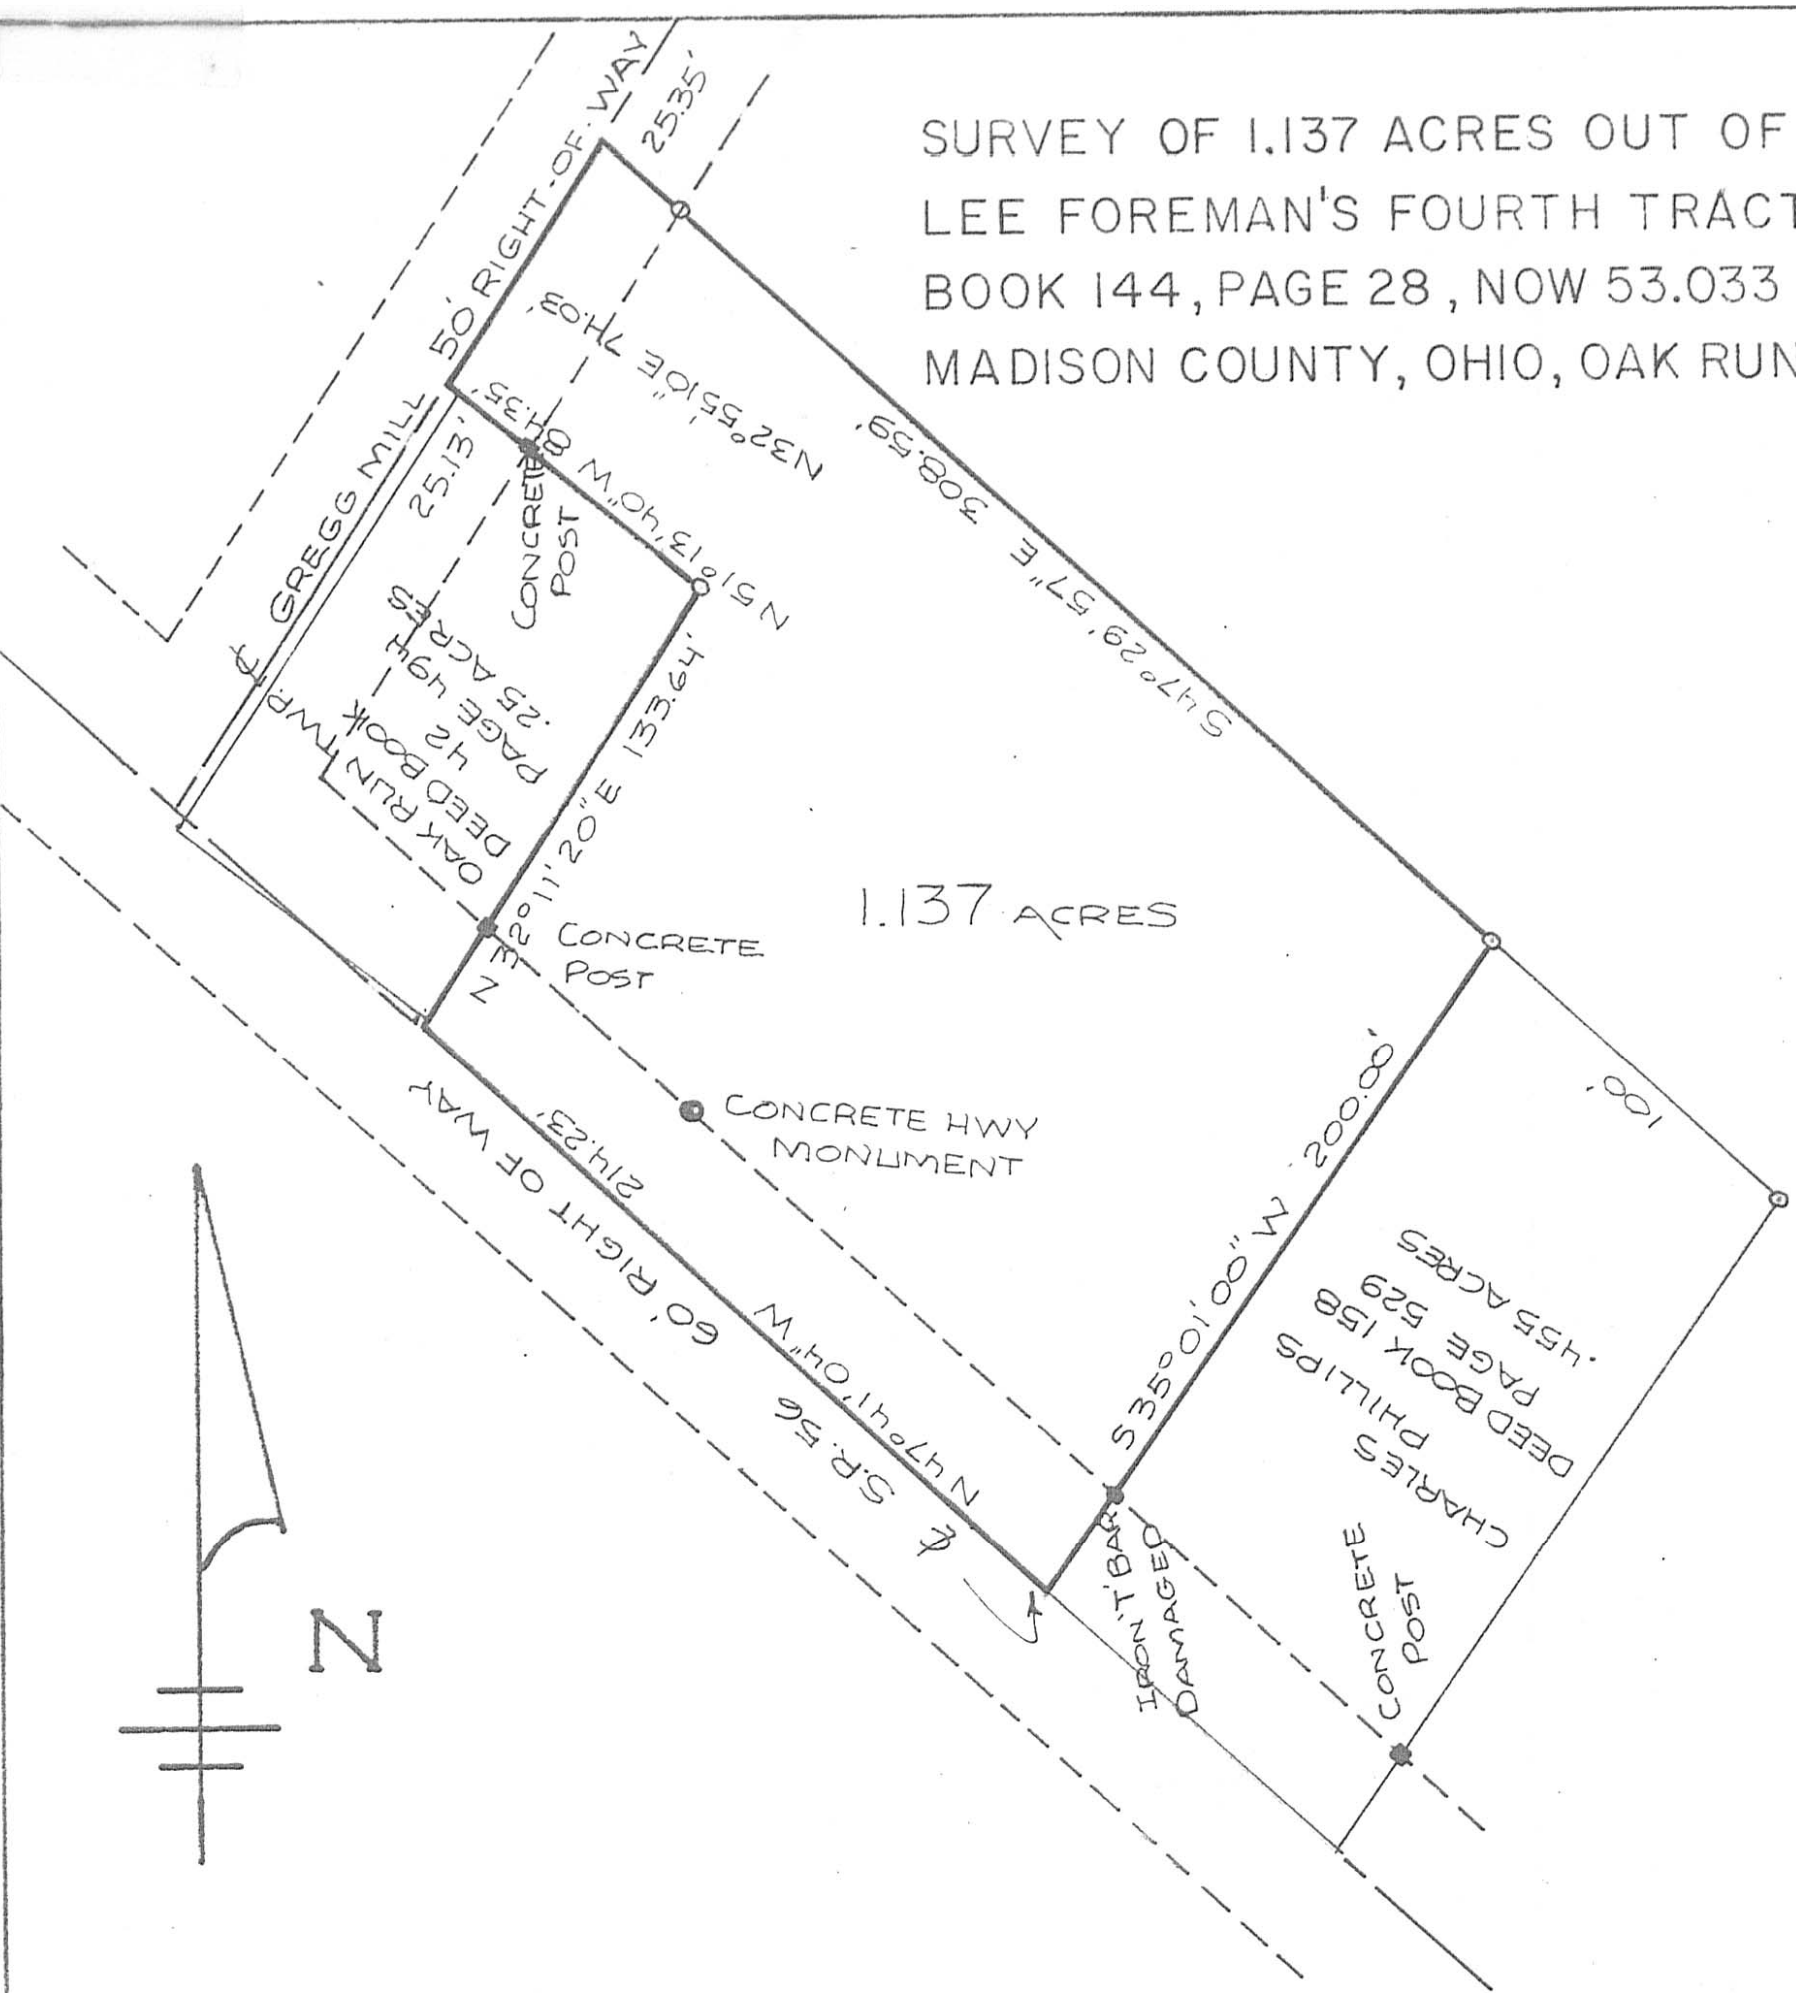 SURVEY OF 1.137 ACRES OUT OF
LEE FOREMAN'S FOURTH TRACT
BOOK 144, PAGE 28, NOW 53.033
MADISON COUNTY, OHIO, OAK RUN
50' RIGHT-OF-WAY
25.35'
N32°55'10"E 74.03'
308.59'
S47°29'57"E
℄ GREGG MILL
25.13'
84.35'
N51°13'40"W
CONCRETE
POST
OAK RUN TWP.
DEED BOOK
42
PAGE 494
.25 ACRES
N 32°11'20"E 133.64'
CONCRETE
POST
1.137 ACRES
CONCRETE HWY
MONUMENT
60' RIGHT OF WAY
214.23'
N47°41'04"W
℄ S.R. 56
S35°01'00"W 200.00'
100'
CHARLES
PHILLIPS
DEED BOOK 158
PAGE 529
.455 ACRES
IRON 'T' BAR
DAMAGED
CONCRETE
POST
N